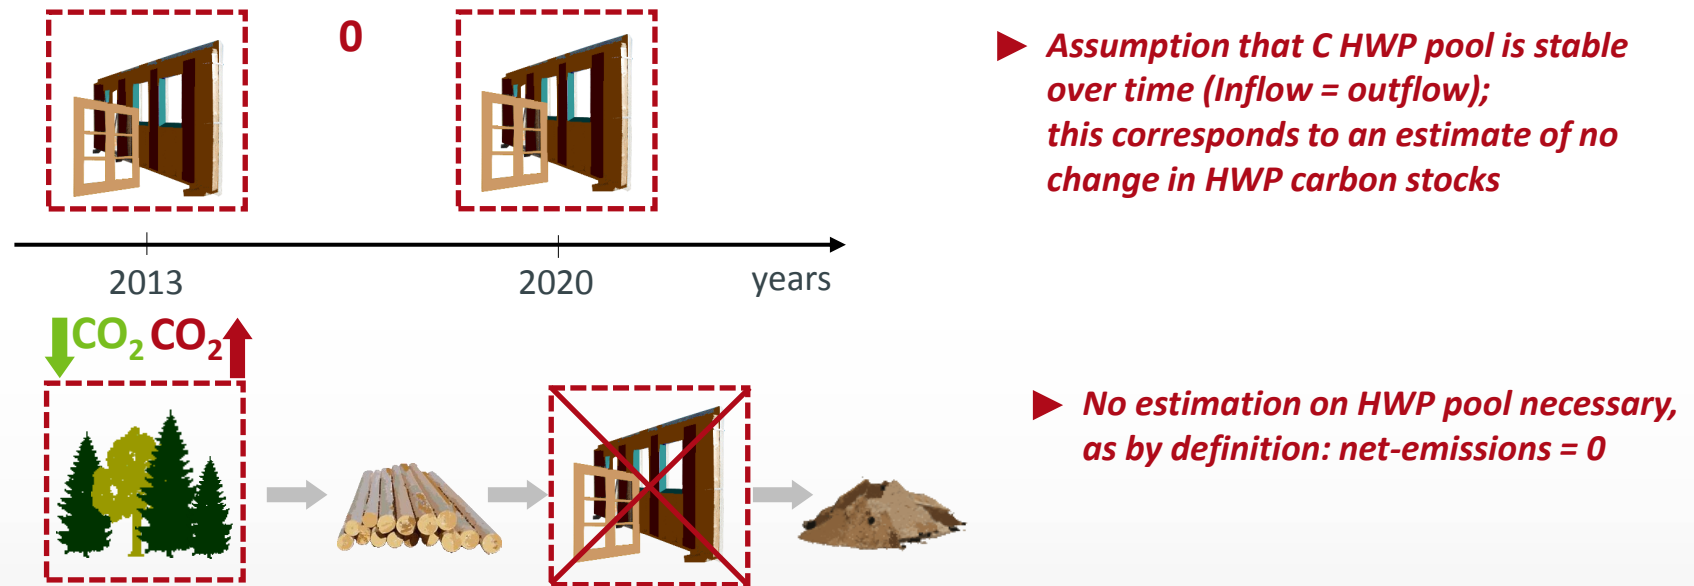 0
► Assumption that C HWP pool is stable
over time (Inflow = outflow);
this corresponds to an estimate of no
change in HWP carbon stocks
2013
2020
years
CO₂ CO₂
► No estimation on HWP pool necessary,
as by definition: net-emissions = 0